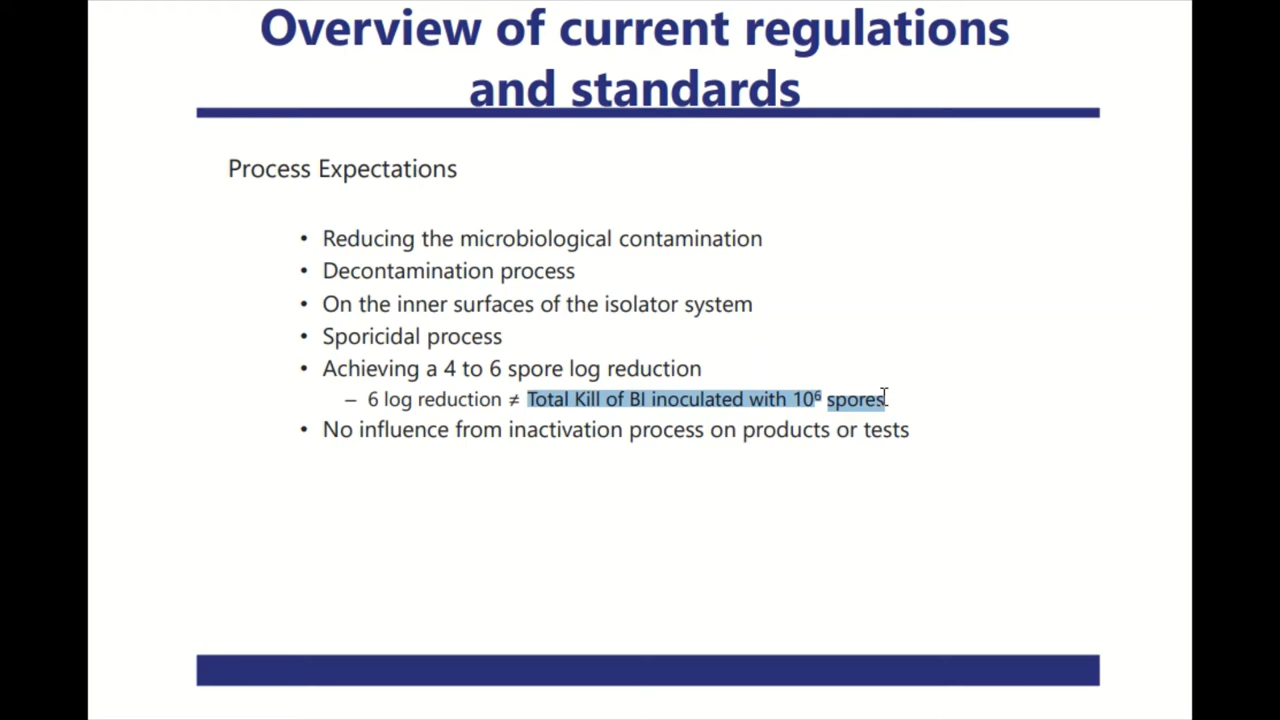 Overview of current regulations
and standards
Process Expectations
• Reducing the microbiological contamination
• Decontamination process
• On the inner surfaces of the isolator system
• Sporicidal process
• Achieving a 4 to 6 spore log reduction
– 6 log reduction ≠ Total Kill of BI inoculated with 10⁶ spores
• No influence from inactivation process on products or tests